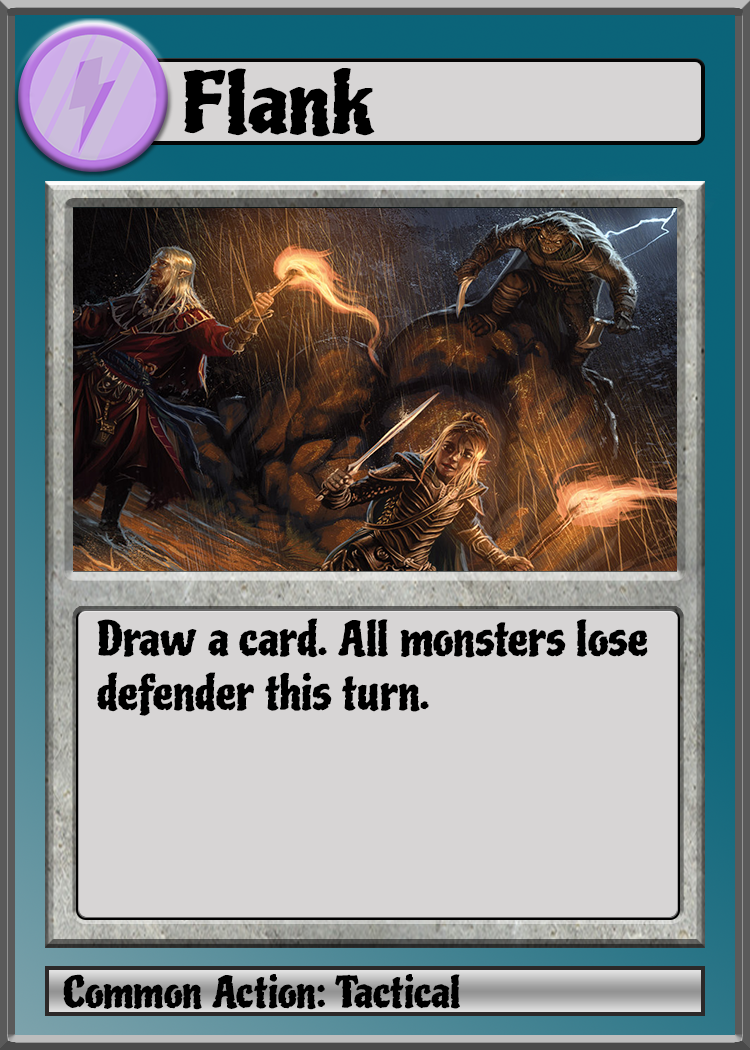 Flank
Draw a card. All monsters lose
defender this turn.
Common Action: Tactical